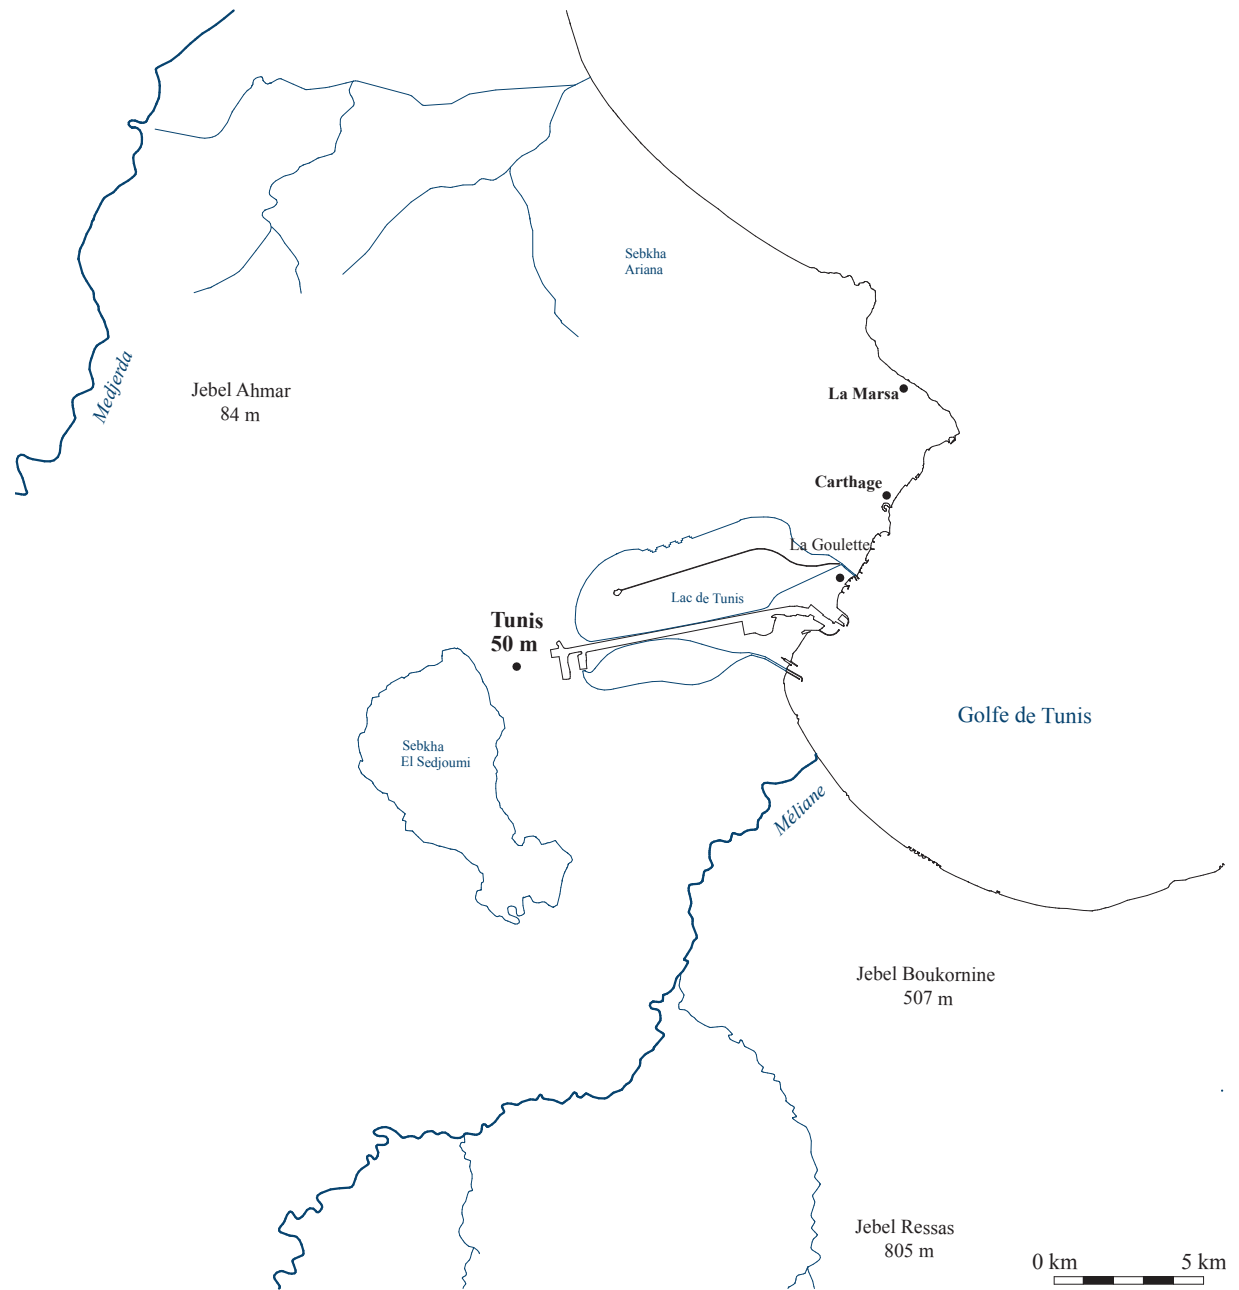 Sebkha
Ariana
Medjerda
Jebel Ahmar
84 m
La Marsa
Carthage
La Goulette
Lac de Tunis
Tunis
50 m
Golfe de Tunis
Sebkha
El Sedjoumi
Méliane
Jebel Boukornine
507 m
Jebel Ressas
805 m
0 km 5 km